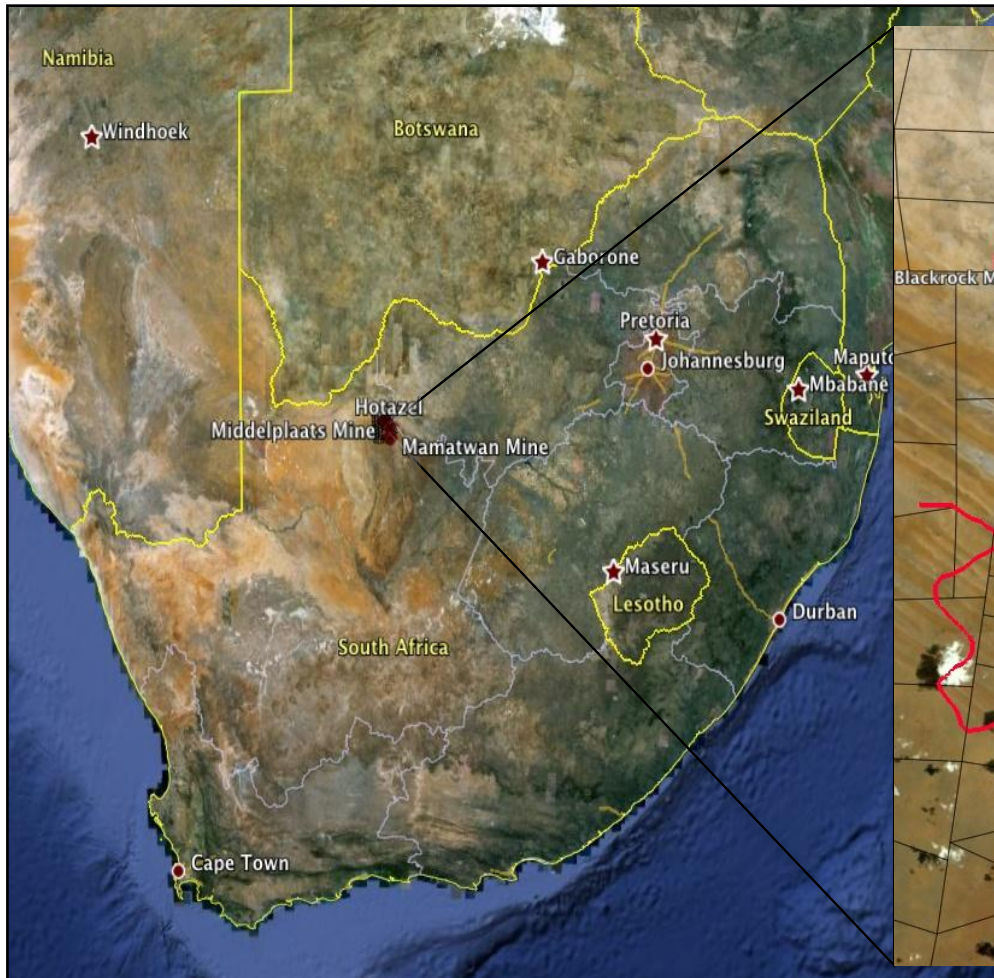 Namibia
Windhoek
Botswana
Gaborone
Blackrock M
Pretoria
Johannesburg
Maputo
Mbabane
Hotazel
Swaziland
Middelplaats Mine
Mamatwan Mine
Maseru
Lesotho
Durban
South Africa
Cape Town